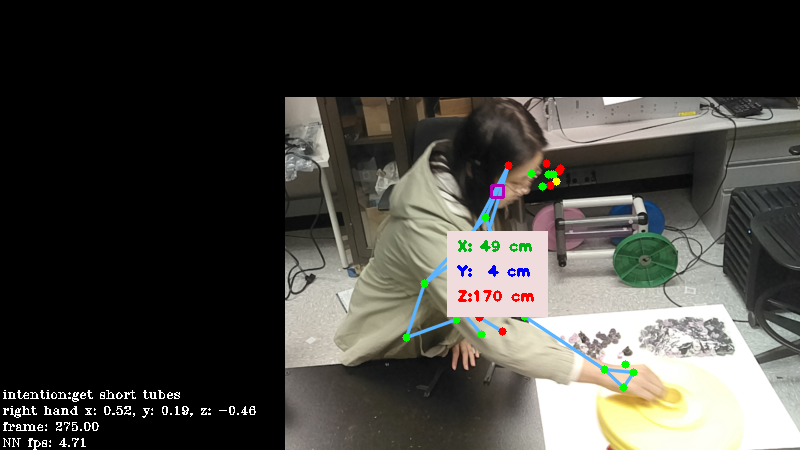 X: 49 cm
Y: 4 cm
Z:170 cm
intention:get short tubes
right hand x: 0.52, y: 0.19, z: −0.46
frame: 275.00
NN fps: 4.71